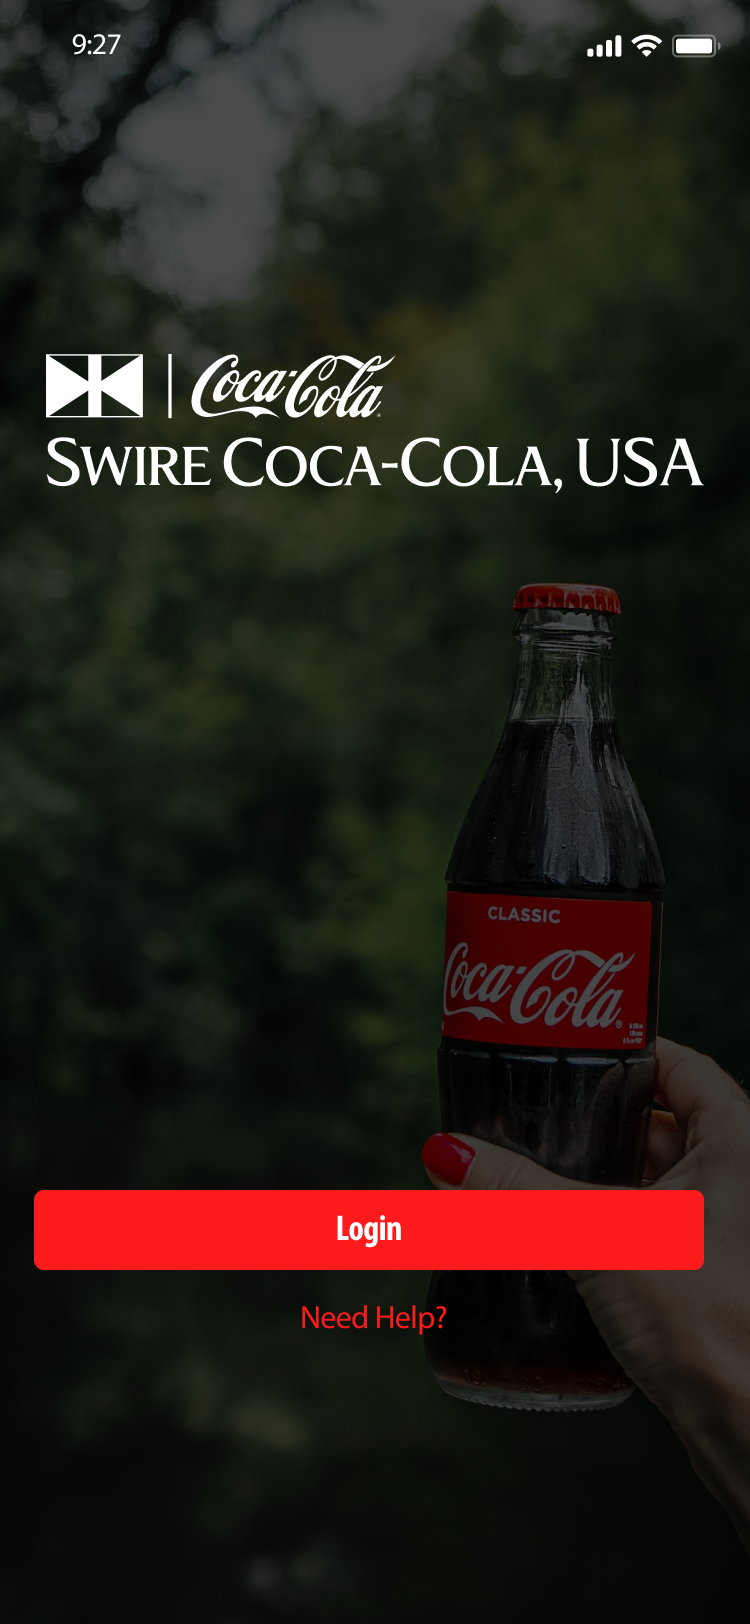 9:27
Coca-Cola
SWIRE COCA-COLA, USA
CLASSIC
Coca-Cola®
Login
Need Help?